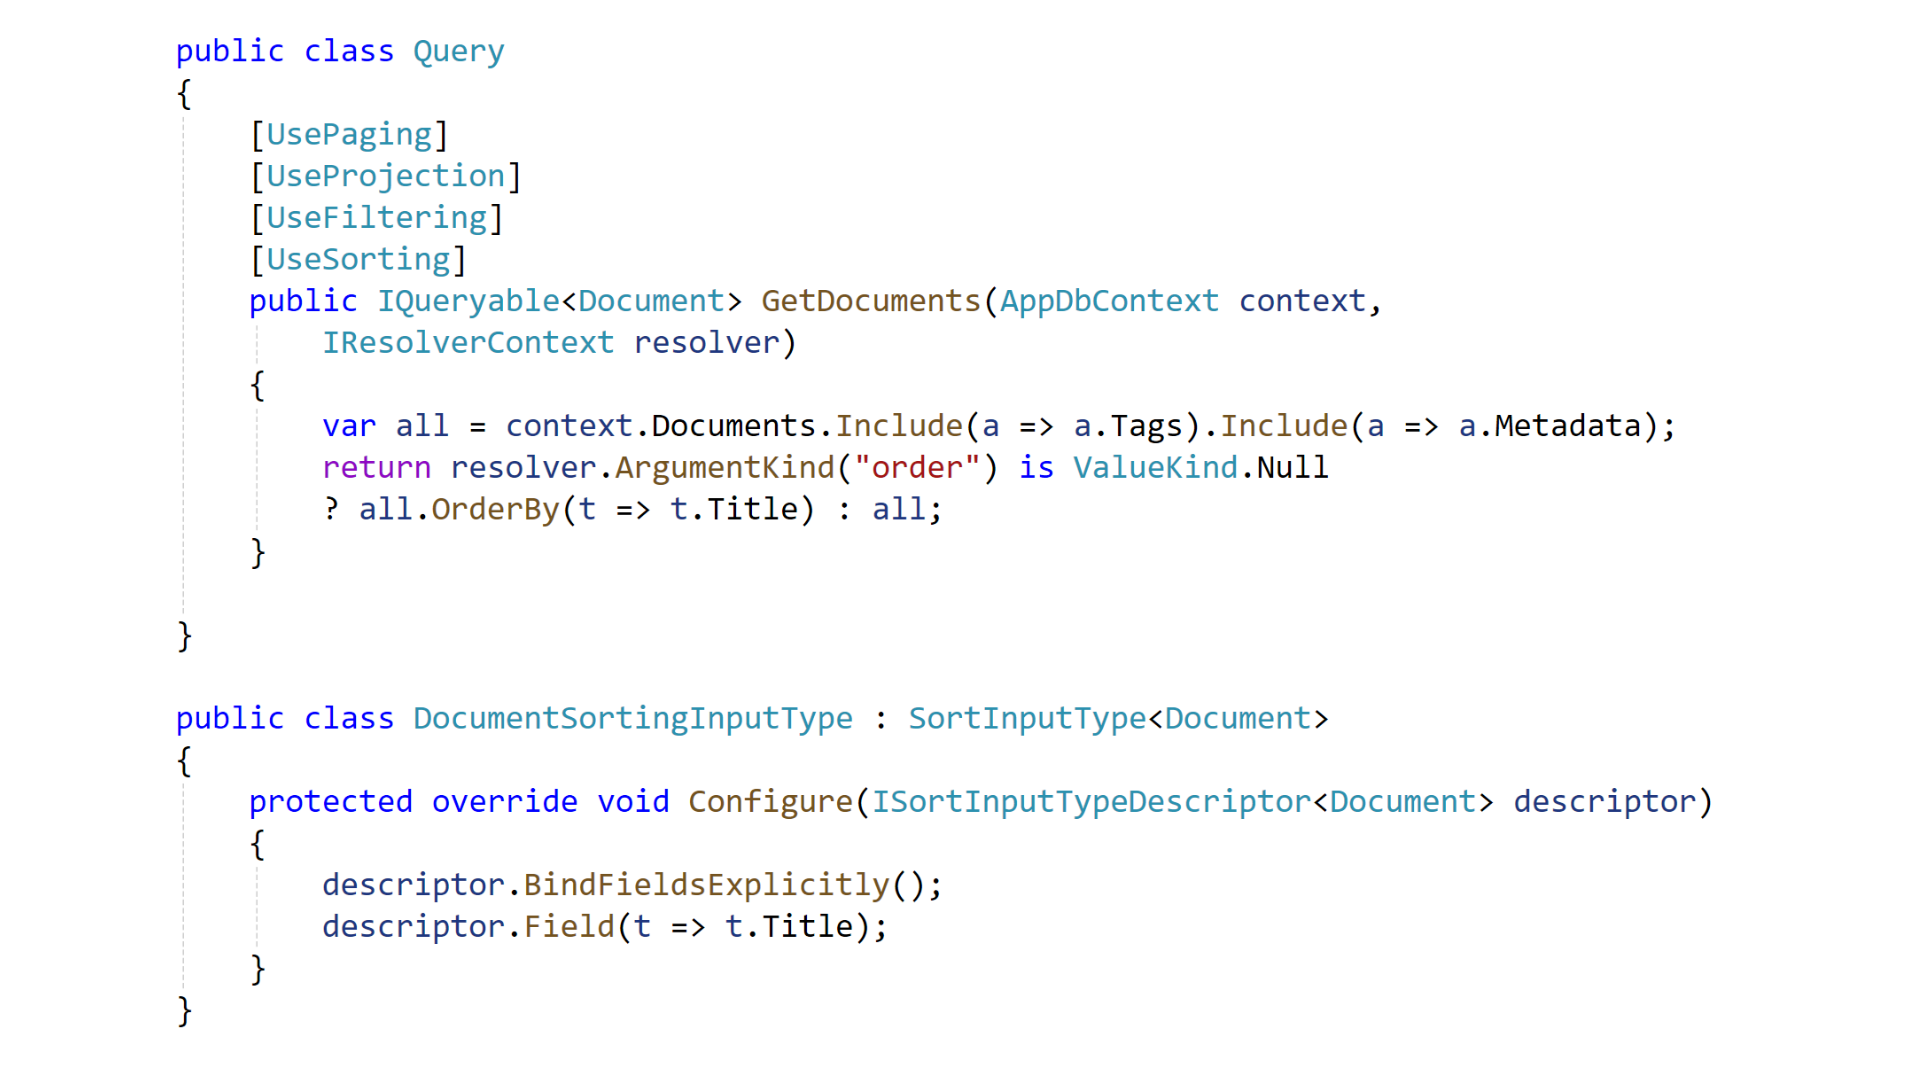 public class Query
{
    [UsePaging]
    [UseProjection]
    [UseFiltering]
    [UseSorting]
    public IQueryable<Document> GetDocuments(AppDbContext context,
        IResolverContext resolver)
    {
        var all = context.Documents.Include(a => a.Tags).Include(a => a.Metadata);
        return resolver.ArgumentKind("order") is ValueKind.Null
        ? all.OrderBy(t => t.Title) : all;
    }
}
public class DocumentSortingInputType : SortInputType<Document>
{
    protected override void Configure(ISortInputTypeDescriptor<Document> descriptor)
    {
        descriptor.BindFieldsExplicitly();
        descriptor.Field(t => t.Title);
    }
}